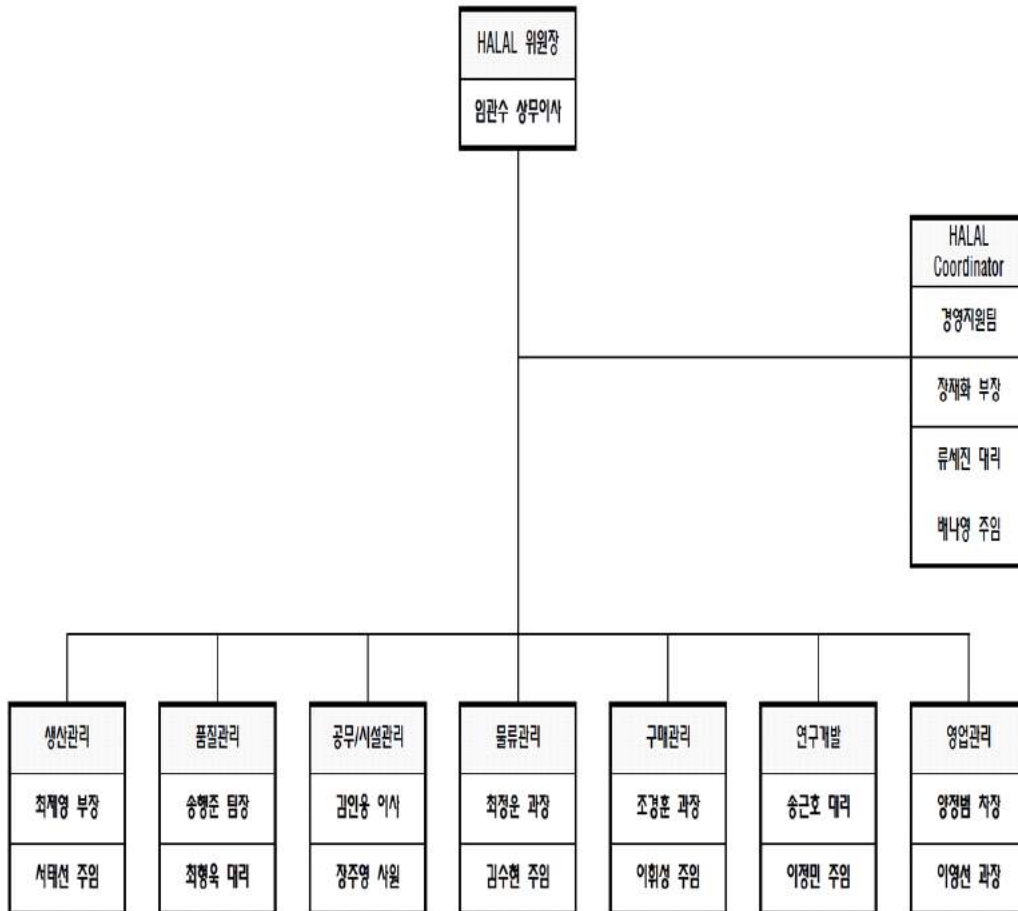 HALAL 위원장
임관수 상무이사
HALAL
Coordinator
경영지원팀
장재화 부장
류세진 대리
배나영 주임
생산관리
최제영 부장
서태선 주임
품질관리
송행준 팀장
최형욱 대리
공무/시설관리
김인용 이사
장주영 사원
물류관리
최정운 과장
김수현 주임
구매관리
조경훈 과장
이휘성 주임
연구개발
송근호 대리
이정민 주임
영업관리
양정범 차장
이영선 과장